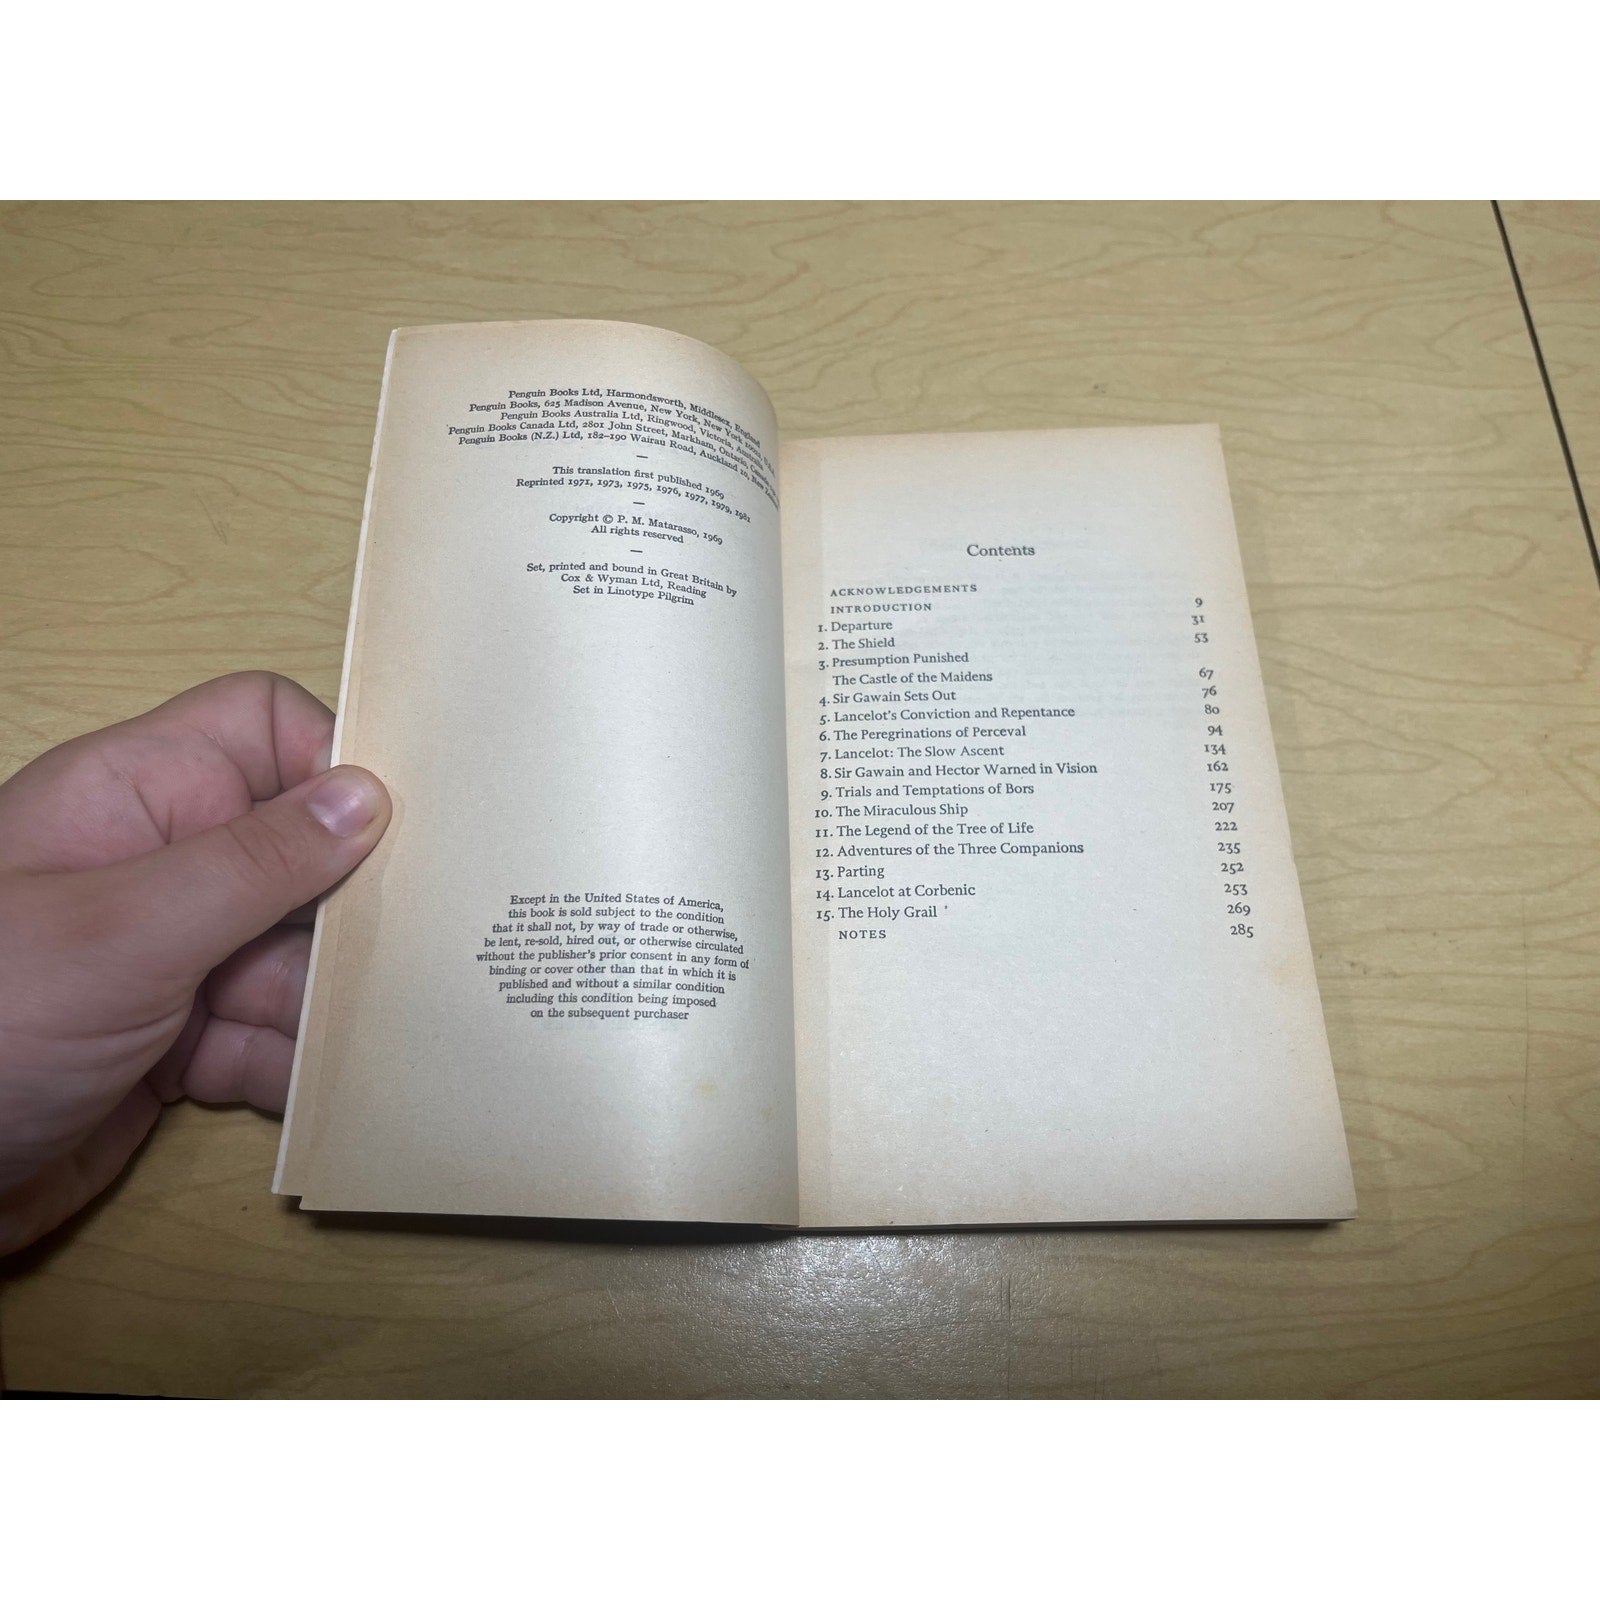 Penguin Books Ltd, Harmondsworth, Middlesex, England
Penguin Books, 625 Madison Avenue, New York, New York 10022, U.S.A.
Penguin Books Australia Ltd, Ringwood, Victoria, Australia
Penguin Books Canada Ltd, 2801 John Street, Markham, Ontario, Canada
Penguin Books (N.Z.) Ltd, 182–190 Wairau Road, Auckland 10, New Zealand
—
This translation first published 1969
Reprinted 1971, 1973, 1975, 1976, 1977, 1979, 1981
—
Copyright © P. M. Matarasso, 1969
All rights reserved
—
Set, printed and bound in Great Britain by
Cox & Wyman Ltd, Reading
Set in Linotype Pilgrim
Except in the United States of America,
this book is sold subject to the condition
that it shall not, by way of trade or otherwise,
be lent, re-sold, hired out, or otherwise circulated
without the publisher's prior consent in any form of
binding or cover other than that in which it is
published and without a similar condition
including this condition being imposed
on the subsequent purchaser
Contents
ACKNOWLEDGEMENTS
INTRODUCTION 9
1. Departure 31
2. The Shield 53
3. Presumption Punished
The Castle of the Maidens 67
4. Sir Gawain Sets Out 76
5. Lancelot's Conviction and Repentance 80
6. The Peregrinations of Perceval 94
7. Lancelot: The Slow Ascent 134
8. Sir Gawain and Hector Warned in Vision 162
9. Trials and Temptations of Bors 175
10. The Miraculous Ship 207
11. The Legend of the Tree of Life 222
12. Adventures of the Three Companions 235
13. Parting 252
14. Lancelot at Corbenic 253
15. The Holy Grail 269
NOTES 285